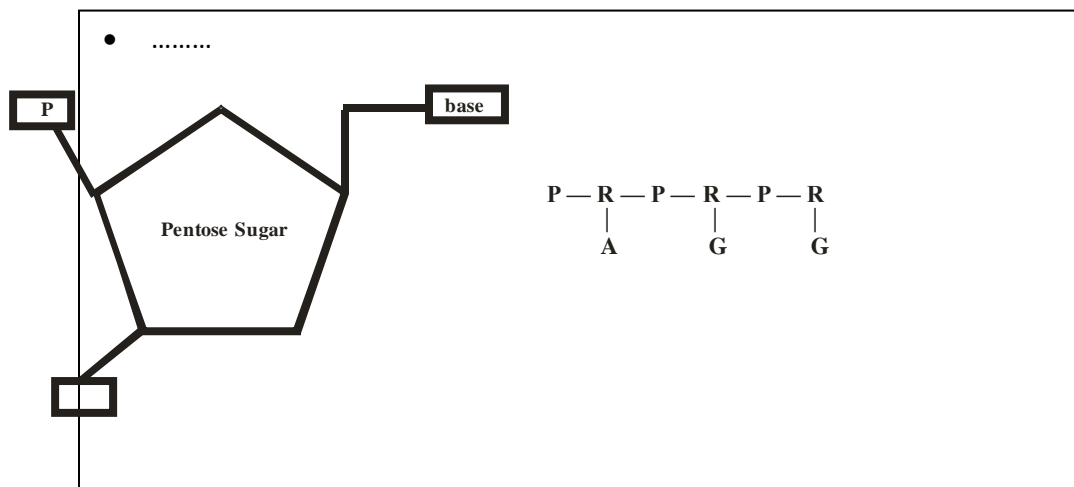 • .........
P
base
Pentose Sugar
P — R — P — R — P — R
A G G